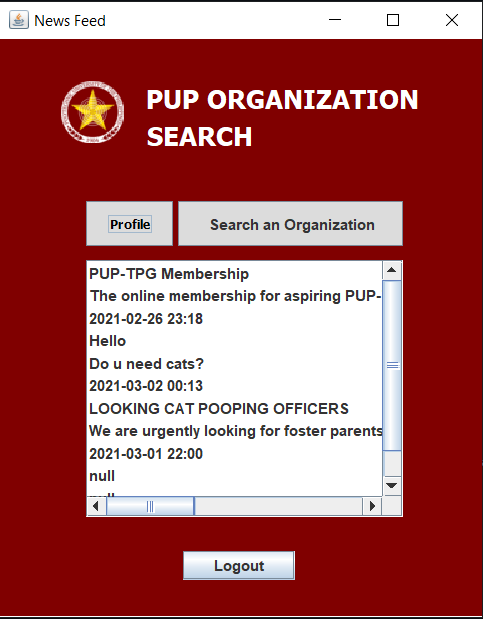 News Feed
PUP ORGANIZATION
SEARCH
Profile
Search an Organization
PUP-TPG Membership
The online membership for aspiring PUP-
2021-02-26 23:18
Hello
Do u need cats?
2021-03-02 00:13
LOOKING CAT POOPING OFFICERS
We are urgently looking for foster parents
2021-03-01 22:00
null
Logout